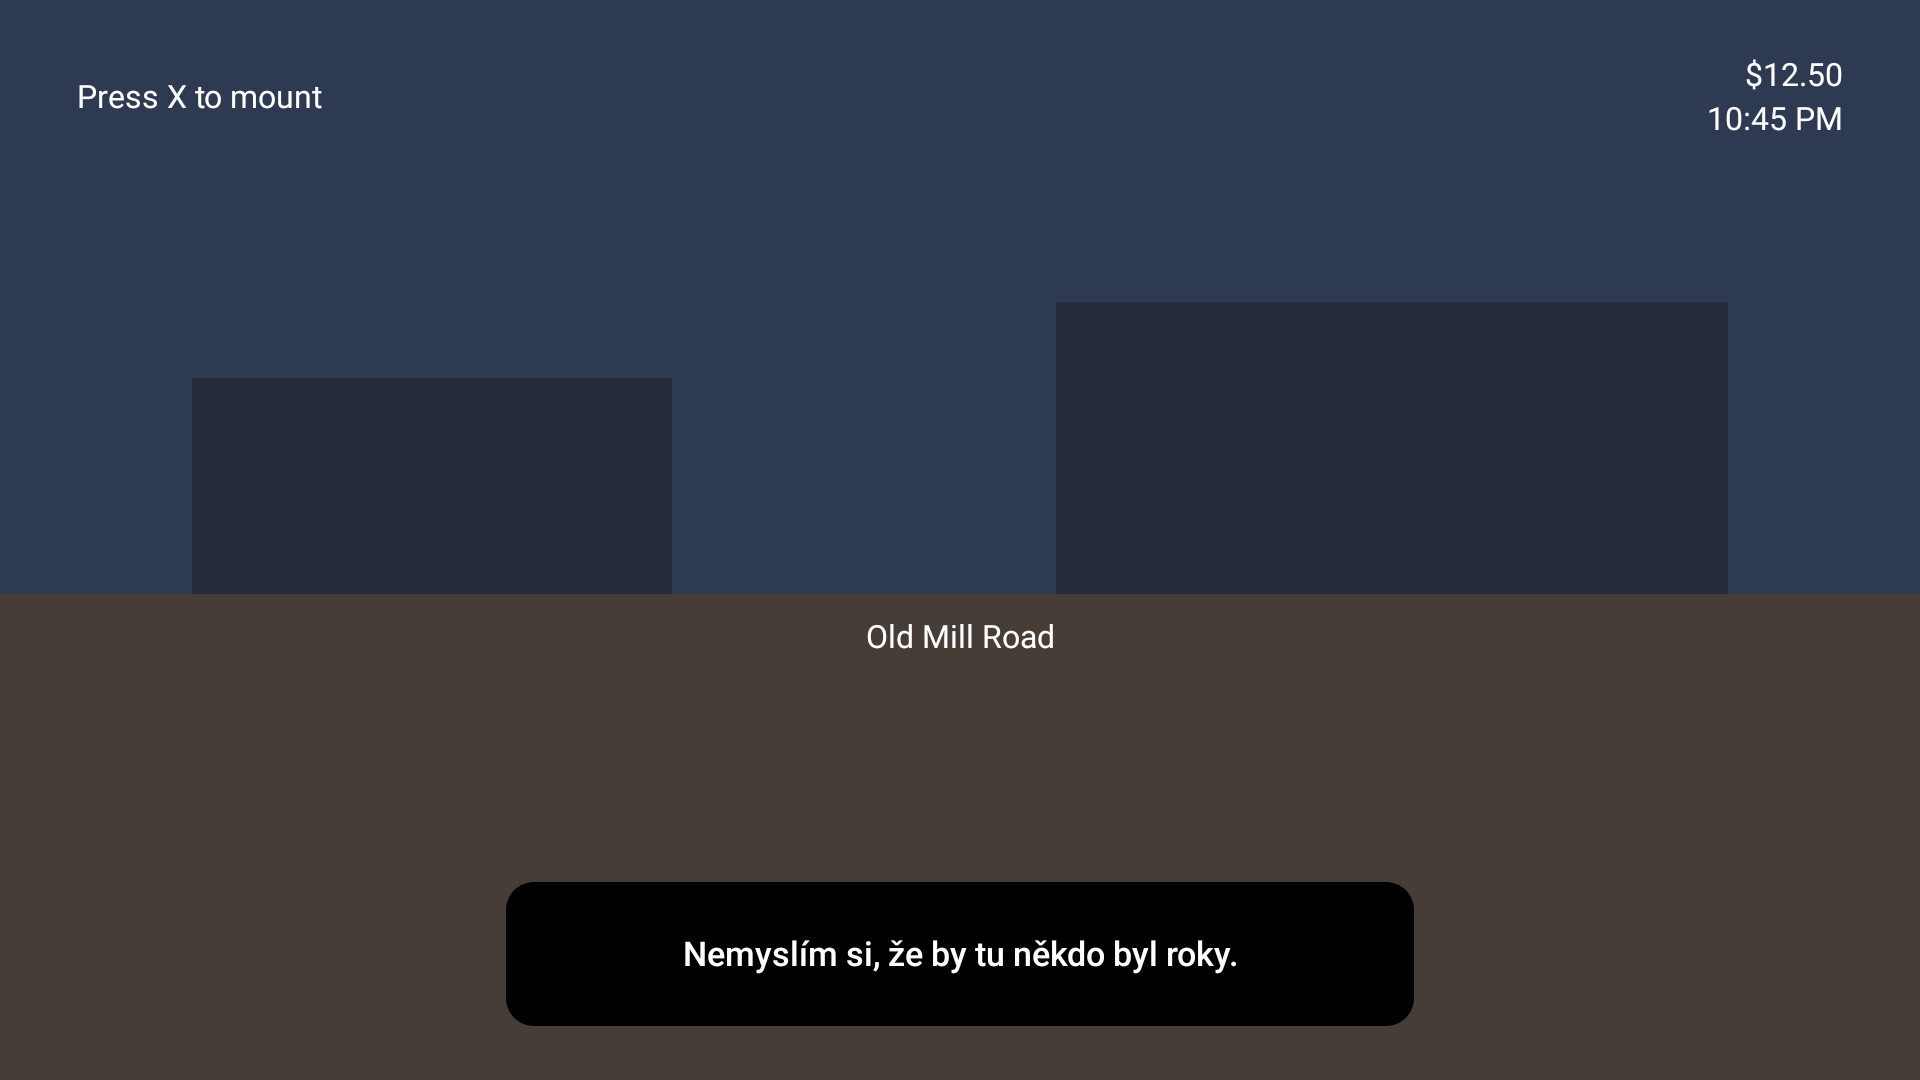 Press X to mount
$12.50
10:45 PM
Old Mill Road
Nemyslím si, že by tu někdo byl roky.